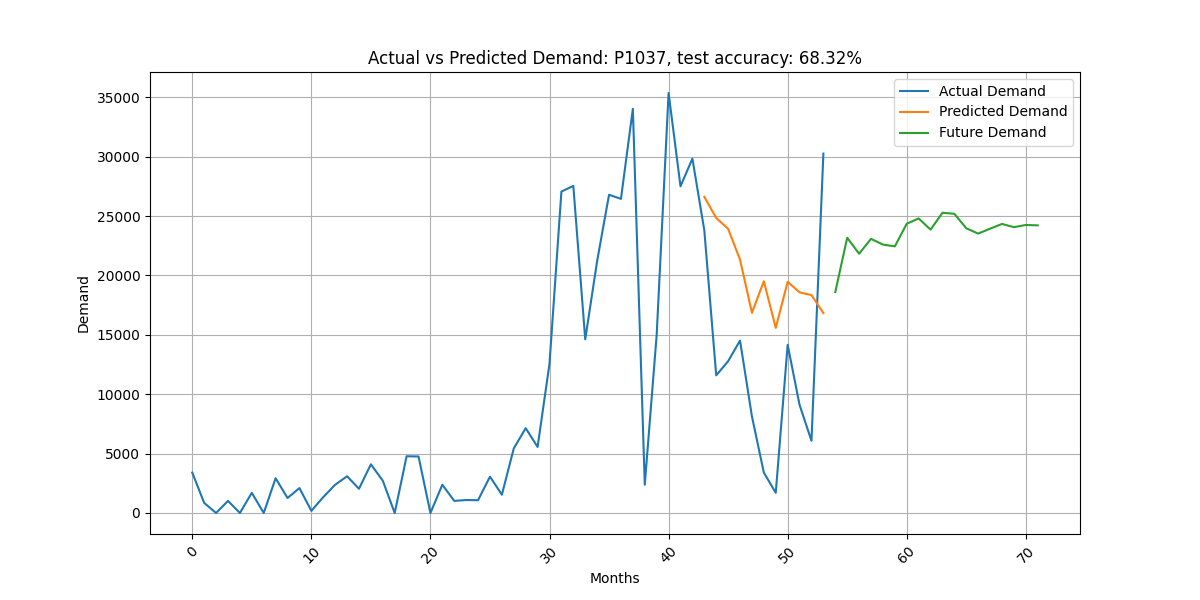 Actual vs Predicted Demand: P1037, test accuracy: 68.32%
Actual Demand
Predicted Demand
Future Demand
35000
30000
25000
20000
15000
10000
5000
0
Demand
0
10
20
30
40
50
60
70
Months